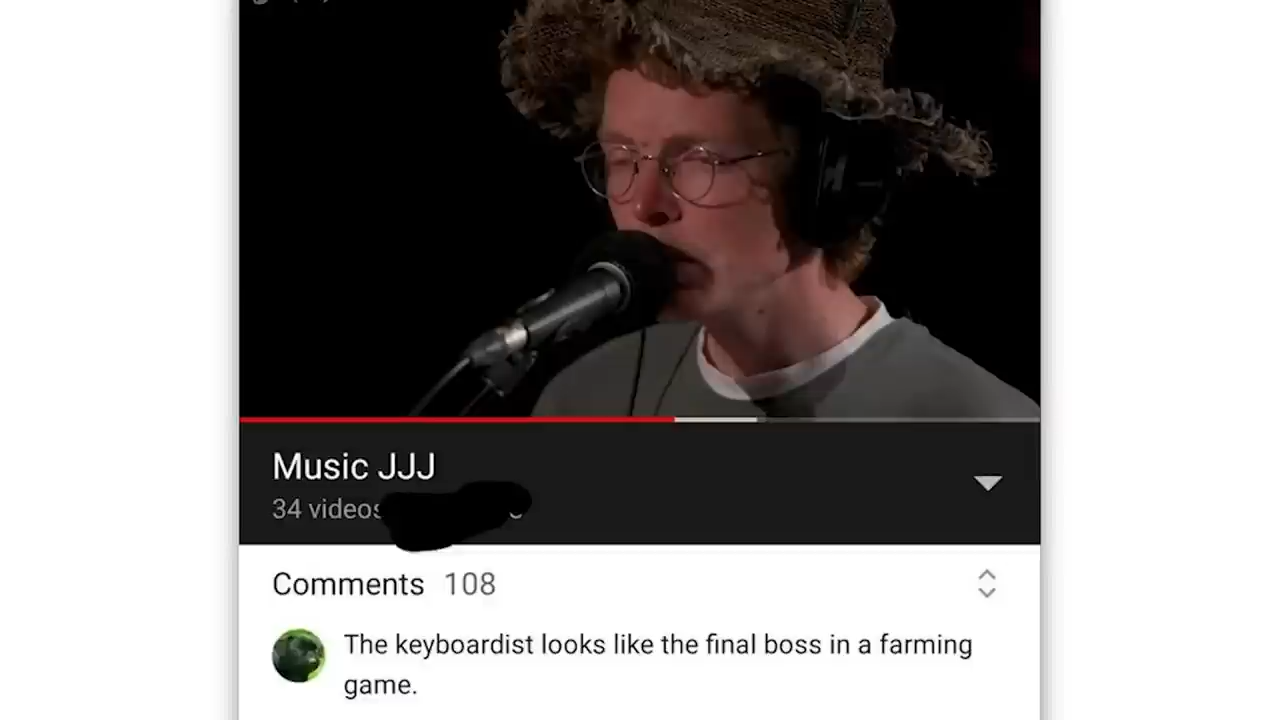 Music JJJ
34 videos
Comments 108
The keyboardist looks like the final boss in a farming
game.